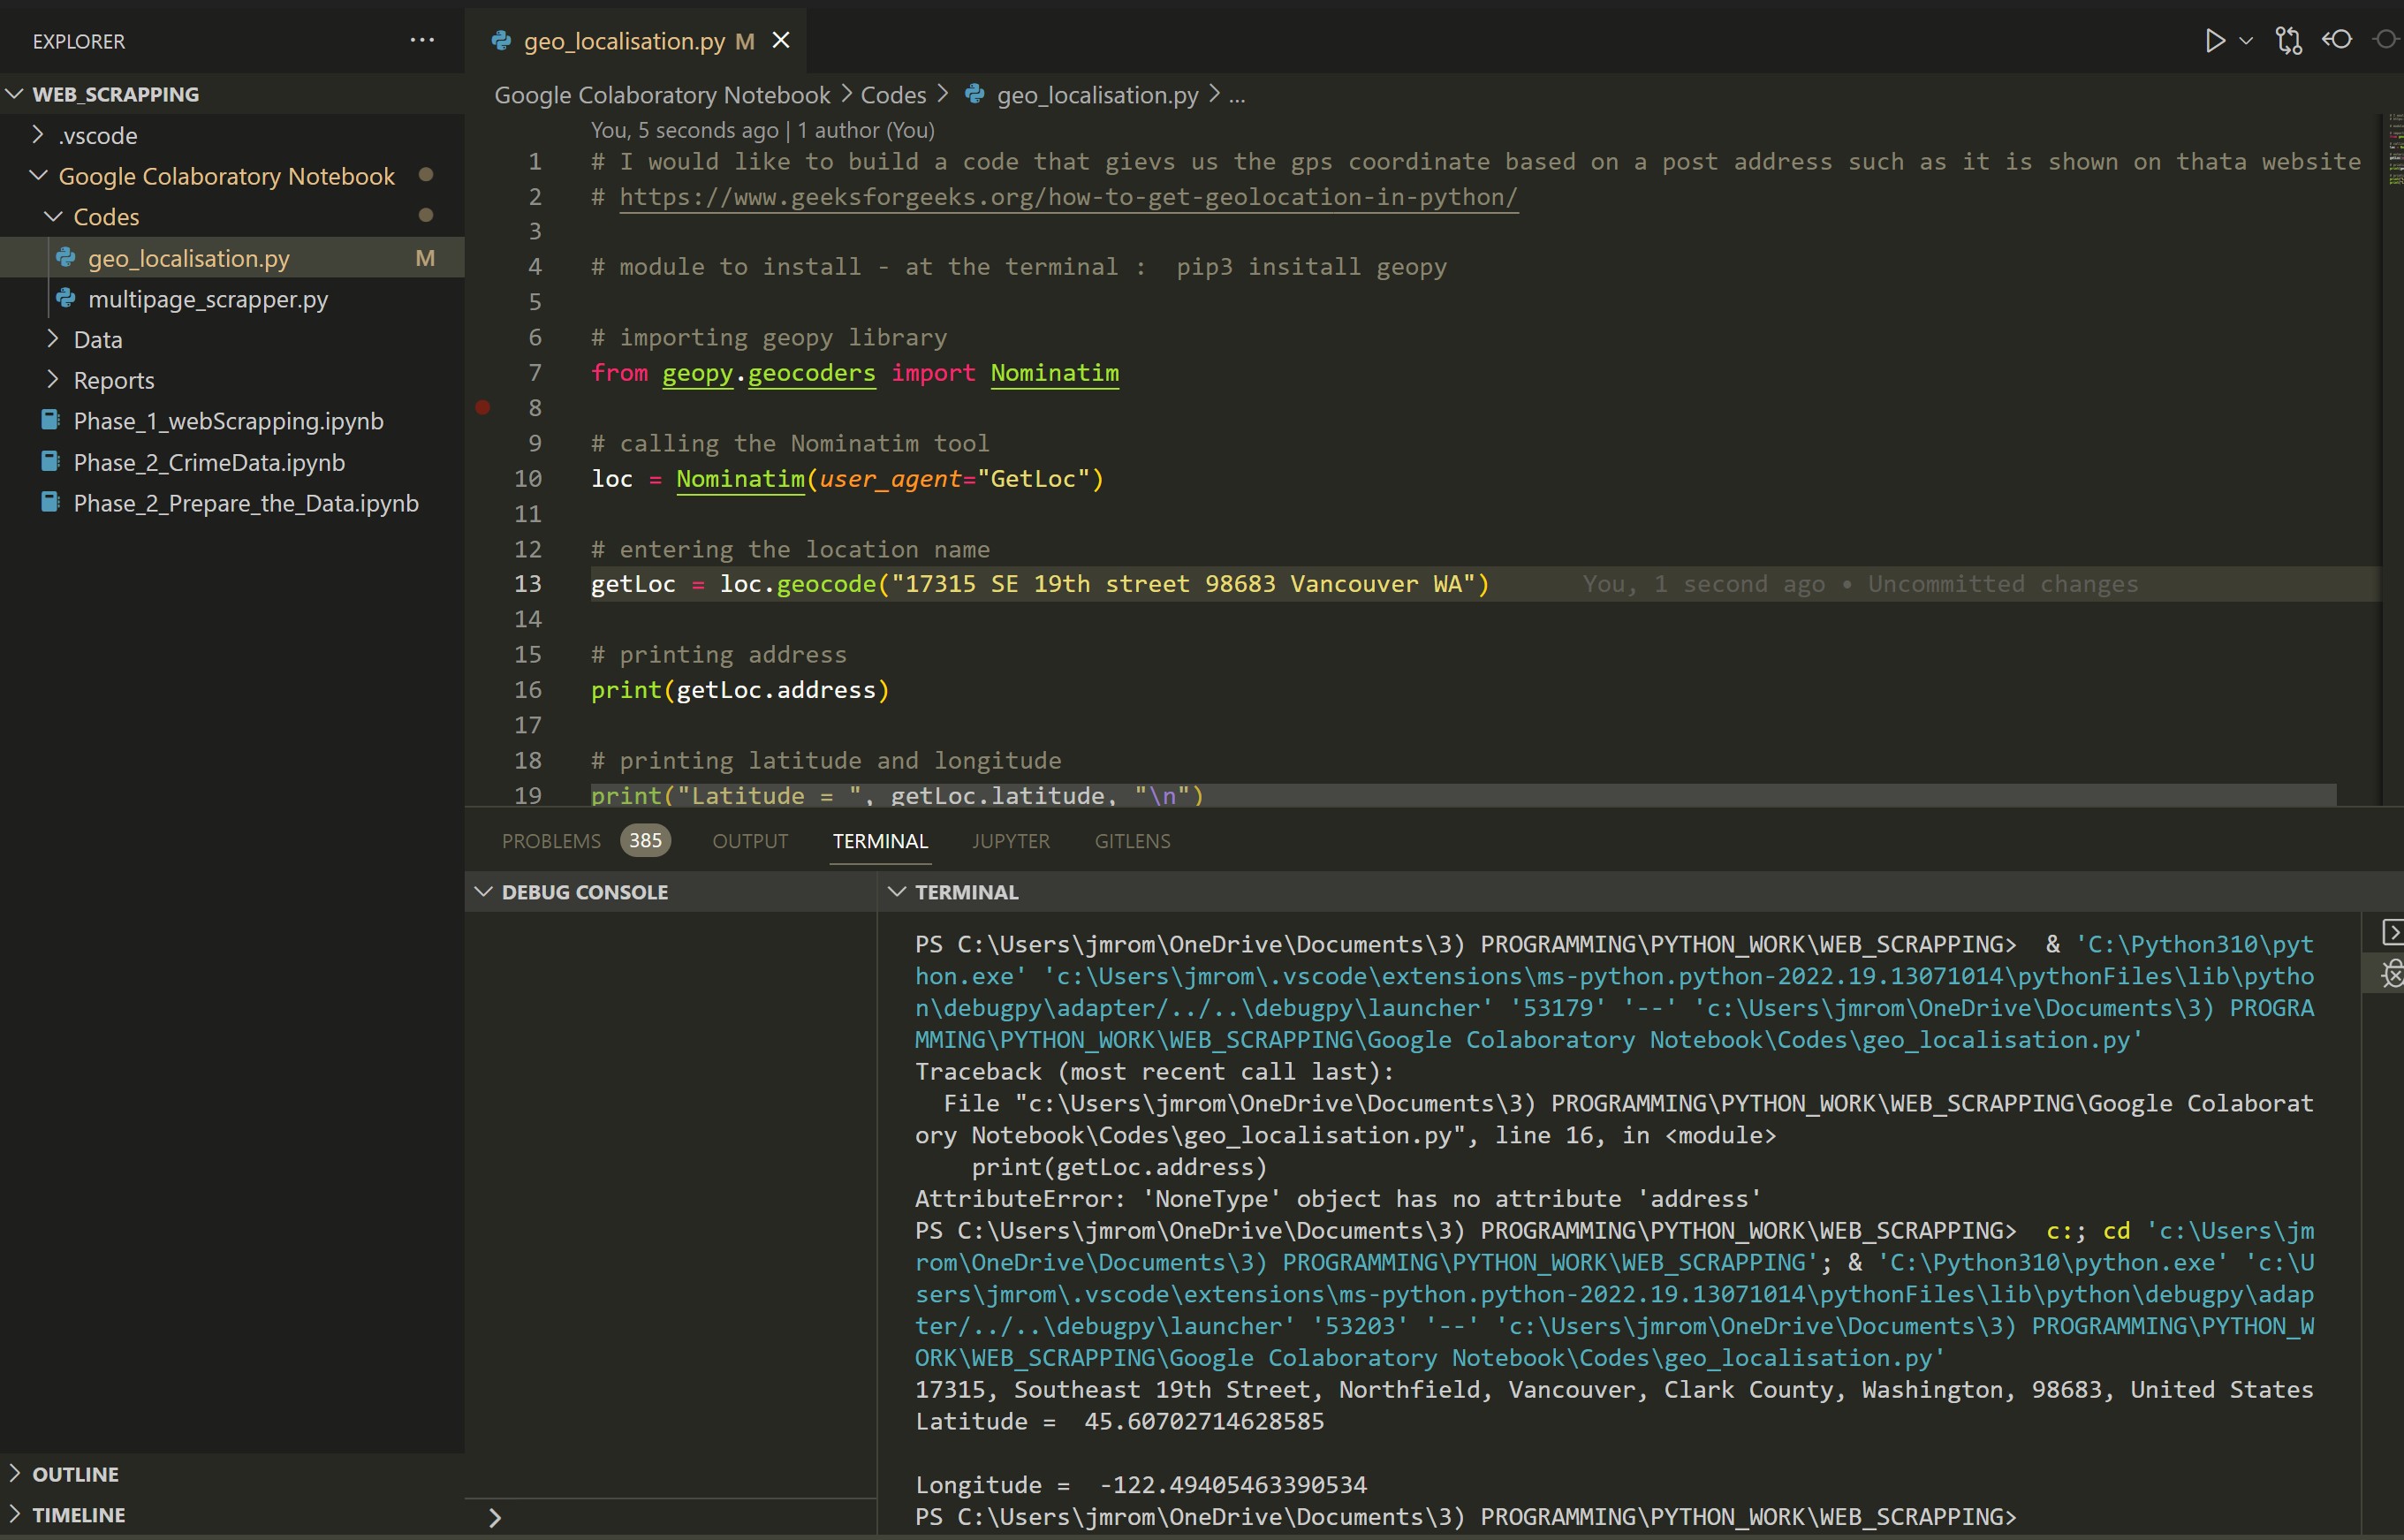 EXPLORER
WEB_SCRAPPING
.vscode
Google Colaboratory Notebook
Codes
geo_localisation.py M
multipage_scrapper.py
Data
Reports
Phase_1_webScrapping.ipynb
Phase_2_CrimeData.ipynb
Phase_2_Prepare_the_Data.ipynb
OUTLINE
TIMELINE
geo_localisation.py M
Google Colaboratory Notebook > Codes > geo_localisation.py > ...
You, 5 seconds ago | 1 author (You)
1 # I would like to build a code that gievs us the gps coordinate based on a post address such as it is shown on thata website
2 # https://www.geeksforgeeks.org/how-to-get-geolocation-in-python/
3
4 # module to install - at the terminal :  pip3 insitall geopy
5
6 # importing geopy library
7 from geopy.geocoders import Nominatim
8
9 # calling the Nominatim tool
10 loc = Nominatim(user_agent="GetLoc")
11
12 # entering the location name
13 getLoc = loc.geocode("17315 SE 19th street 98683 Vancouver WA") You, 1 second ago • Uncommitted changes
14
15 # printing address
16 print(getLoc.address)
17
18 # printing latitude and longitude
19 print("Latitude = ", getLoc.latitude, "\n")
PROBLEMS 385 OUTPUT TERMINAL JUPYTER GITLENS
DEBUG CONSOLE
TERMINAL
PS C:\Users\jmrom\OneDrive\Documents\3) PROGRAMMING\PYTHON_WORK\WEB_SCRAPPING>  & 'C:\Python310\pyt
hon.exe' 'c:\Users\jmrom\.vscode\extensions\ms-python.python-2022.19.13071014\pythonFiles\lib\pytho
n\debugpy\adapter/../..\debugpy\launcher' '53179' '--' 'c:\Users\jmrom\OneDrive\Documents\3) PROGRA
MMING\PYTHON_WORK\WEB_SCRAPPING\Google Colaboratory Notebook\Codes\geo_localisation.py'
Traceback (most recent call last):
  File "c:\Users\jmrom\OneDrive\Documents\3) PROGRAMMING\PYTHON_WORK\WEB_SCRAPPING\Google Colaborat
ory Notebook\Codes\geo_localisation.py", line 16, in <module>
    print(getLoc.address)
AttributeError: 'NoneType' object has no attribute 'address'
PS C:\Users\jmrom\OneDrive\Documents\3) PROGRAMMING\PYTHON_WORK\WEB_SCRAPPING>  c:; cd 'c:\Users\jm
rom\OneDrive\Documents\3) PROGRAMMING\PYTHON_WORK\WEB_SCRAPPING'; & 'C:\Python310\python.exe' 'c:\U
sers\jmrom\.vscode\extensions\ms-python.python-2022.19.13071014\pythonFiles\lib\python\debugpy\adap
ter/../..\debugpy\launcher' '53203' '--' 'c:\Users\jmrom\OneDrive\Documents\3) PROGRAMMING\PYTHON_W
ORK\WEB_SCRAPPING\Google Colaboratory Notebook\Codes\geo_localisation.py'
17315, Southeast 19th Street, Northfield, Vancouver, Clark County, Washington, 98683, United States
Latitude =  45.60702714628585

Longitude =  -122.49405463390534
PS C:\Users\jmrom\OneDrive\Documents\3) PROGRAMMING\PYTHON_WORK\WEB_SCRAPPING>